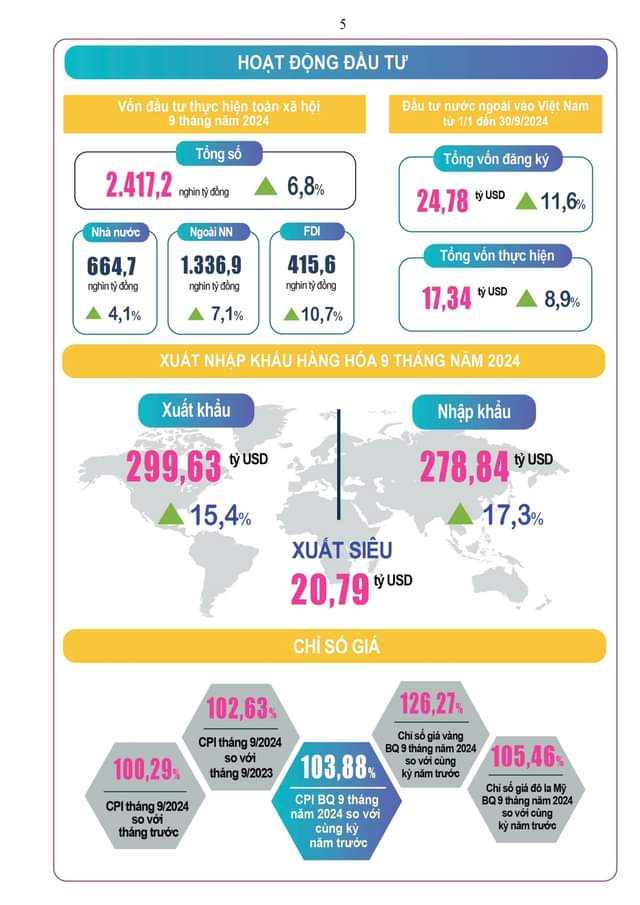 5
HOẠT ĐỘNG ĐẦU TƯ
Vốn đầu tư thực hiện toàn xã hội
9 tháng năm 2024
Tổng số
2.417,2 nghìn tỷ đồng 6,8%
Nhà nước
664,7
nghìn tỷ đồng
4,1%
Ngoài NN
1.336,9
nghìn tỷ đồng
7,1%
FDI
415,6
nghìn tỷ đồng
10,7%
Đầu tư nước ngoài vào Việt Nam
từ 1/1 đến 30/9/2024
Tổng vốn đăng ký
24,78 tỷ USD 11,6%
Tổng vốn thực hiện
17,34 tỷ USD 8,9%
XUẤT NHẬP KHẨU HÀNG HÓA 9 THÁNG NĂM 2024
Xuất khẩu
299,63 tỷ USD
15,4%
Nhập khẩu
278,84 tỷ USD
17,3%
XUẤT SIÊU
20,79 tỷ USD
CHỈ SỐ GIÁ
100,29%
CPI tháng 9/2024
so với
tháng trước
102,63%
CPI tháng 9/2024
so với
tháng 9/2023
103,88%
CPI BQ 9 tháng
năm 2024 so với
cùng kỳ
năm trước
126,27%
Chỉ số giá vàng
BQ 9 tháng năm 2024
so với cùng
kỳ năm trước
105,46%
Chỉ số giá đô la Mỹ
BQ 9 tháng năm 2024
so với cùng
kỳ năm trước